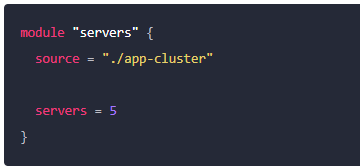 module "servers" {
  source = "./app-cluster"
  servers = 5
}